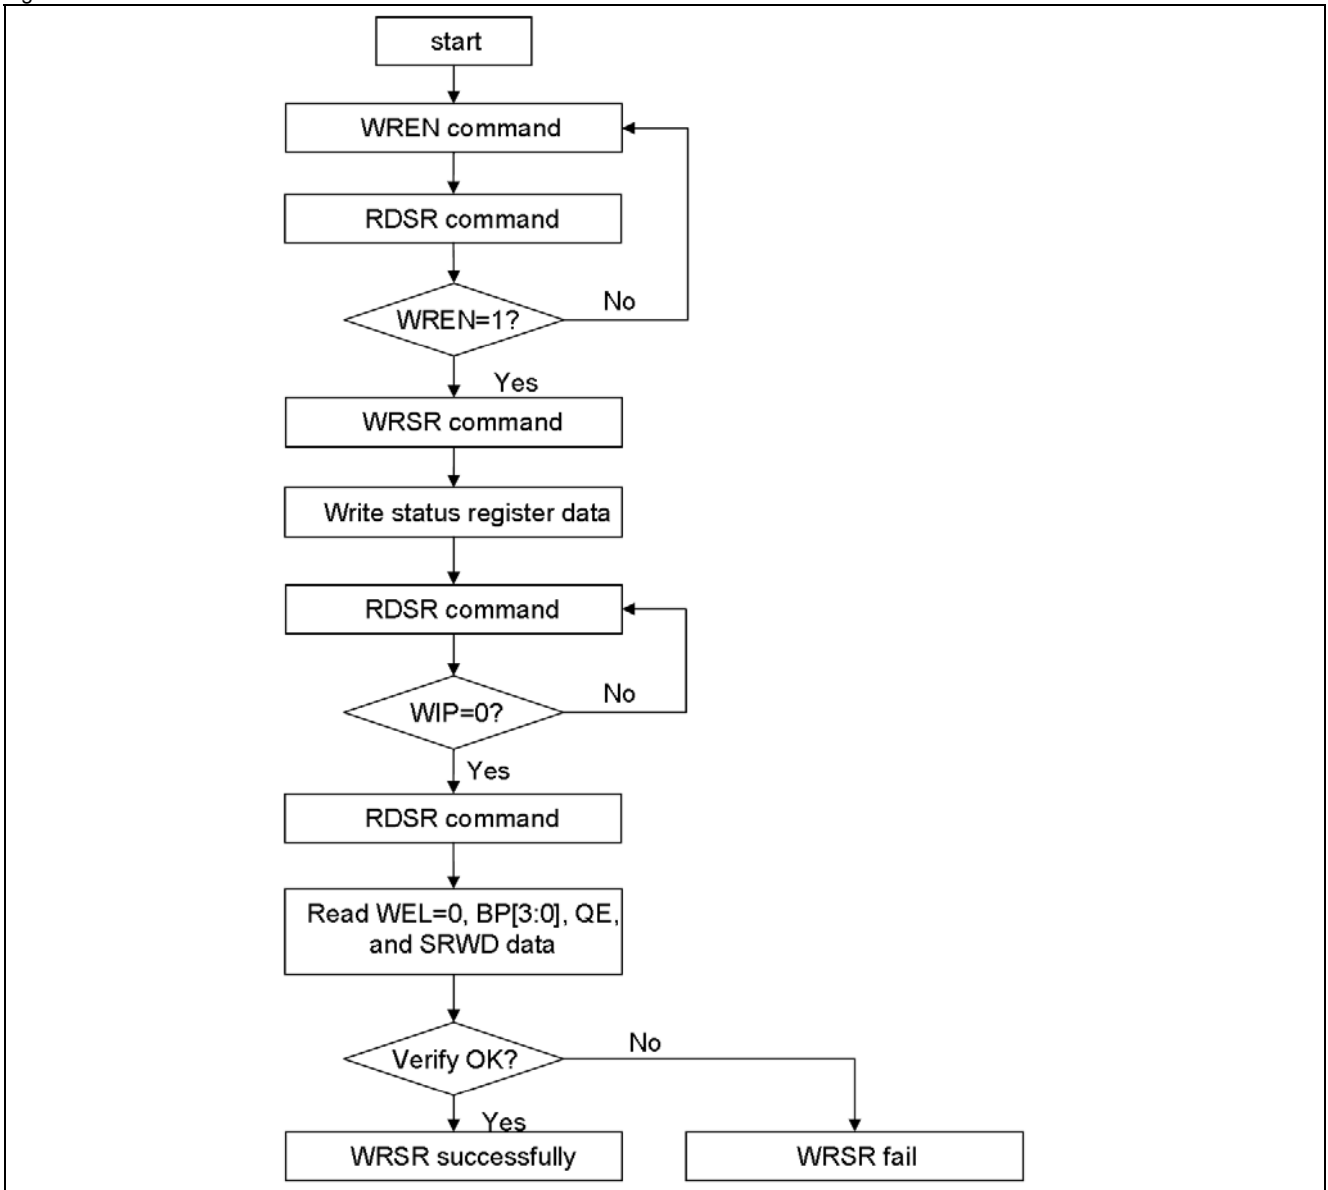 start
WREN command
RDSR command
WREN=1?
No
Yes
WRSR command
Write status register data
RDSR command
WIP=0?
No
Yes
RDSR command
Read WEL=0, BP[3:0], QE,
and SRWD data
Verify OK?
No
Yes
WRSR successfully
WRSR fail